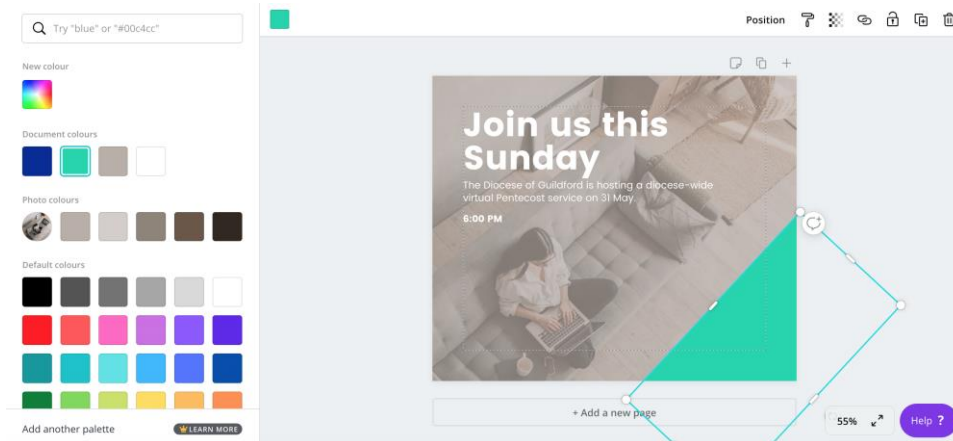 Try "blue" or "#00c4cc"
Position
New colour
Document colours
Join us this
Sunday
The Diocese of Guildford is hosting a diocese-wide
virtual Pentecost service on 31 May.
6:00 PM
Photo colours
Default colours
+ Add a new page
55%
Help ?
Add another palette
LEARN MORE